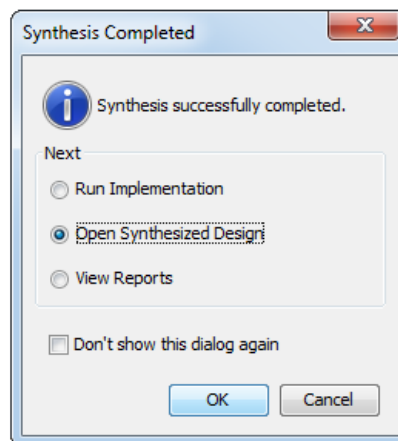 Synthesis Completed
Synthesis successfully completed.
Next
Run Implementation
Open Synthesized Design
View Reports
Don't show this dialog again
OK
Cancel